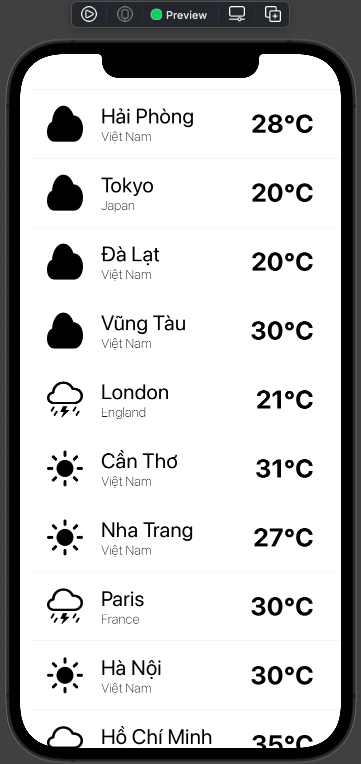 Preview
Hải Phòng
Việt Nam
28°C
Tokyo
Japan
20°C
Đà Lạt
Việt Nam
20°C
Vũng Tàu
Việt Nam
30°C
London
England
21°C
Cần Thơ
Việt Nam
31°C
Nha Trang
Việt Nam
27°C
Paris
France
30°C
Hà Nội
Việt Nam
30°C
Hồ Chí Minh
35°C